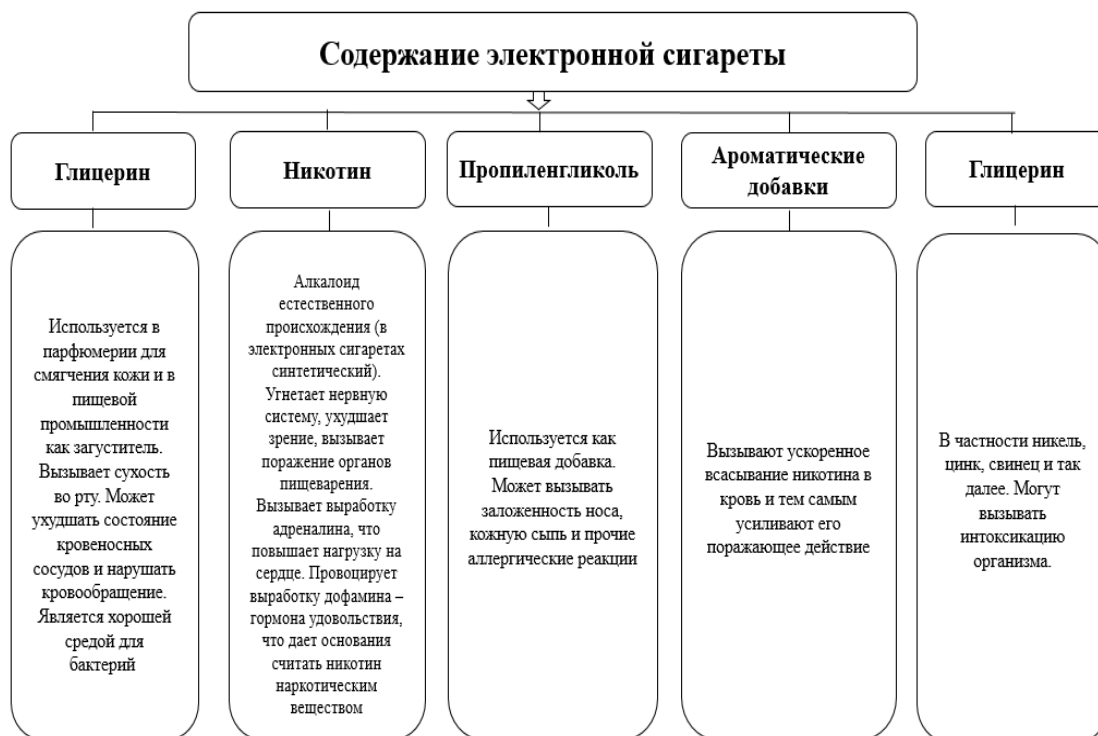 Содержание электронной сигареты
Глицерин
Никотин
Пропиленгликоль
Ароматические
добавки
Глицерин
Используется в
парфюмерии для
смягчения кожи и в
пищевой
промышленности
как загуститель.
Вызывает сухость
во рту. Может
ухудшать состояние
кровеносных
сосудов и нарушать
кровообращение.
Является хорошей
средой для
бактерий
Алкалоид
естественного
происхождения (в
электронных сигаретах
синтетический).
Угнетает нервную
систему, ухудшает
зрение, вызывает
поражение органов
пищеварения.
Вызывает выработку
адреналина, что
повышает нагрузку на
сердце. Провоцирует
выработку дофамина –
гормона удовольствия,
что дает основания
считать никотин
наркотическим
веществом
Используется как
пищевая добавка.
Может вызывать
заложенность носа,
кожную сыпь и прочие
аллергические реакции
Вызывают ускоренное
всасывание никотина в
кровь и тем самым
усиливают его
поражающее действие
В частности никель,
цинк, свинец и так
далее. Могут
вызывать
интоксикацию
организма.